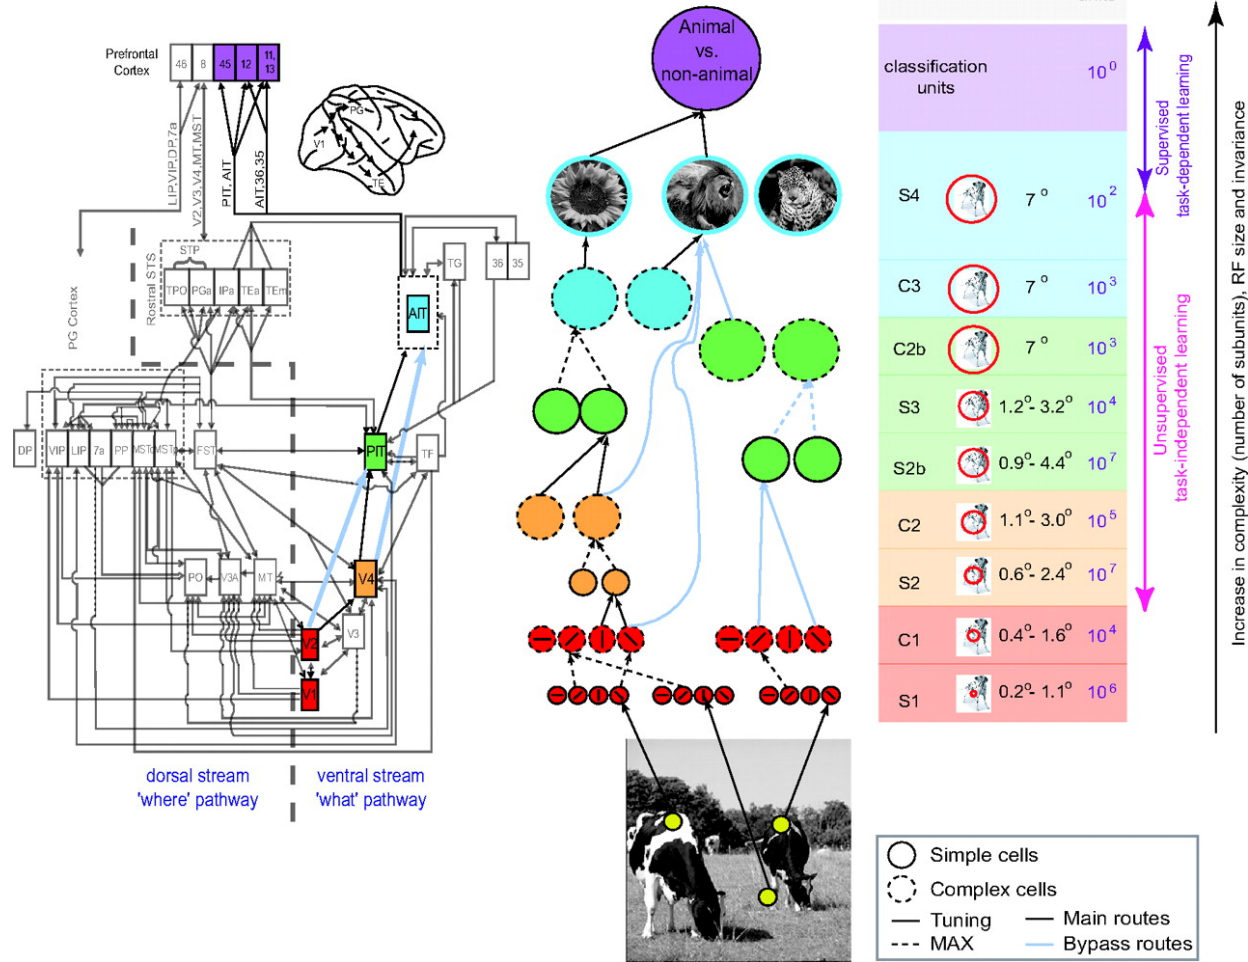 Prefrontal
Cortex
46
8
45
12
11,
13
LIP,VIP,DP,7a
V2,V3,V4,MT,MST
PIT, AIT
AIT,36,35
PG
V1
TE
PG Cortex
Rostral STS
STP
TPO
PGa
IPa
TEa
TEm
TG
36
35
AIT
DP
VIP
LIP
7a
PP
FST
PIT
TF
PO
V3A
MT
V4
V2
V3
V1
dorsal stream
'where' pathway
ventral stream
'what' pathway
Animal
vs.
non-animal
classification
units
10⁰
S4
7 °
10²
C3
7 °
10³
C2b
7 °
10³
S3
1.2°- 3.2°
10⁴
S2b
0.9°- 4.4°
10⁷
C2
1.1°- 3.0°
10⁵
S2
0.6°- 2.4°
10⁷
C1
0.4°- 1.6°
10⁴
S1
0.2°- 1.1°
10⁶
Supervised
task-dependent learning
Unsupervised
task-independent learning
Increase in complexity (number of subunits), RF size and invariance
Simple cells
Complex cells
Tuning
Main routes
MAX
Bypass routes